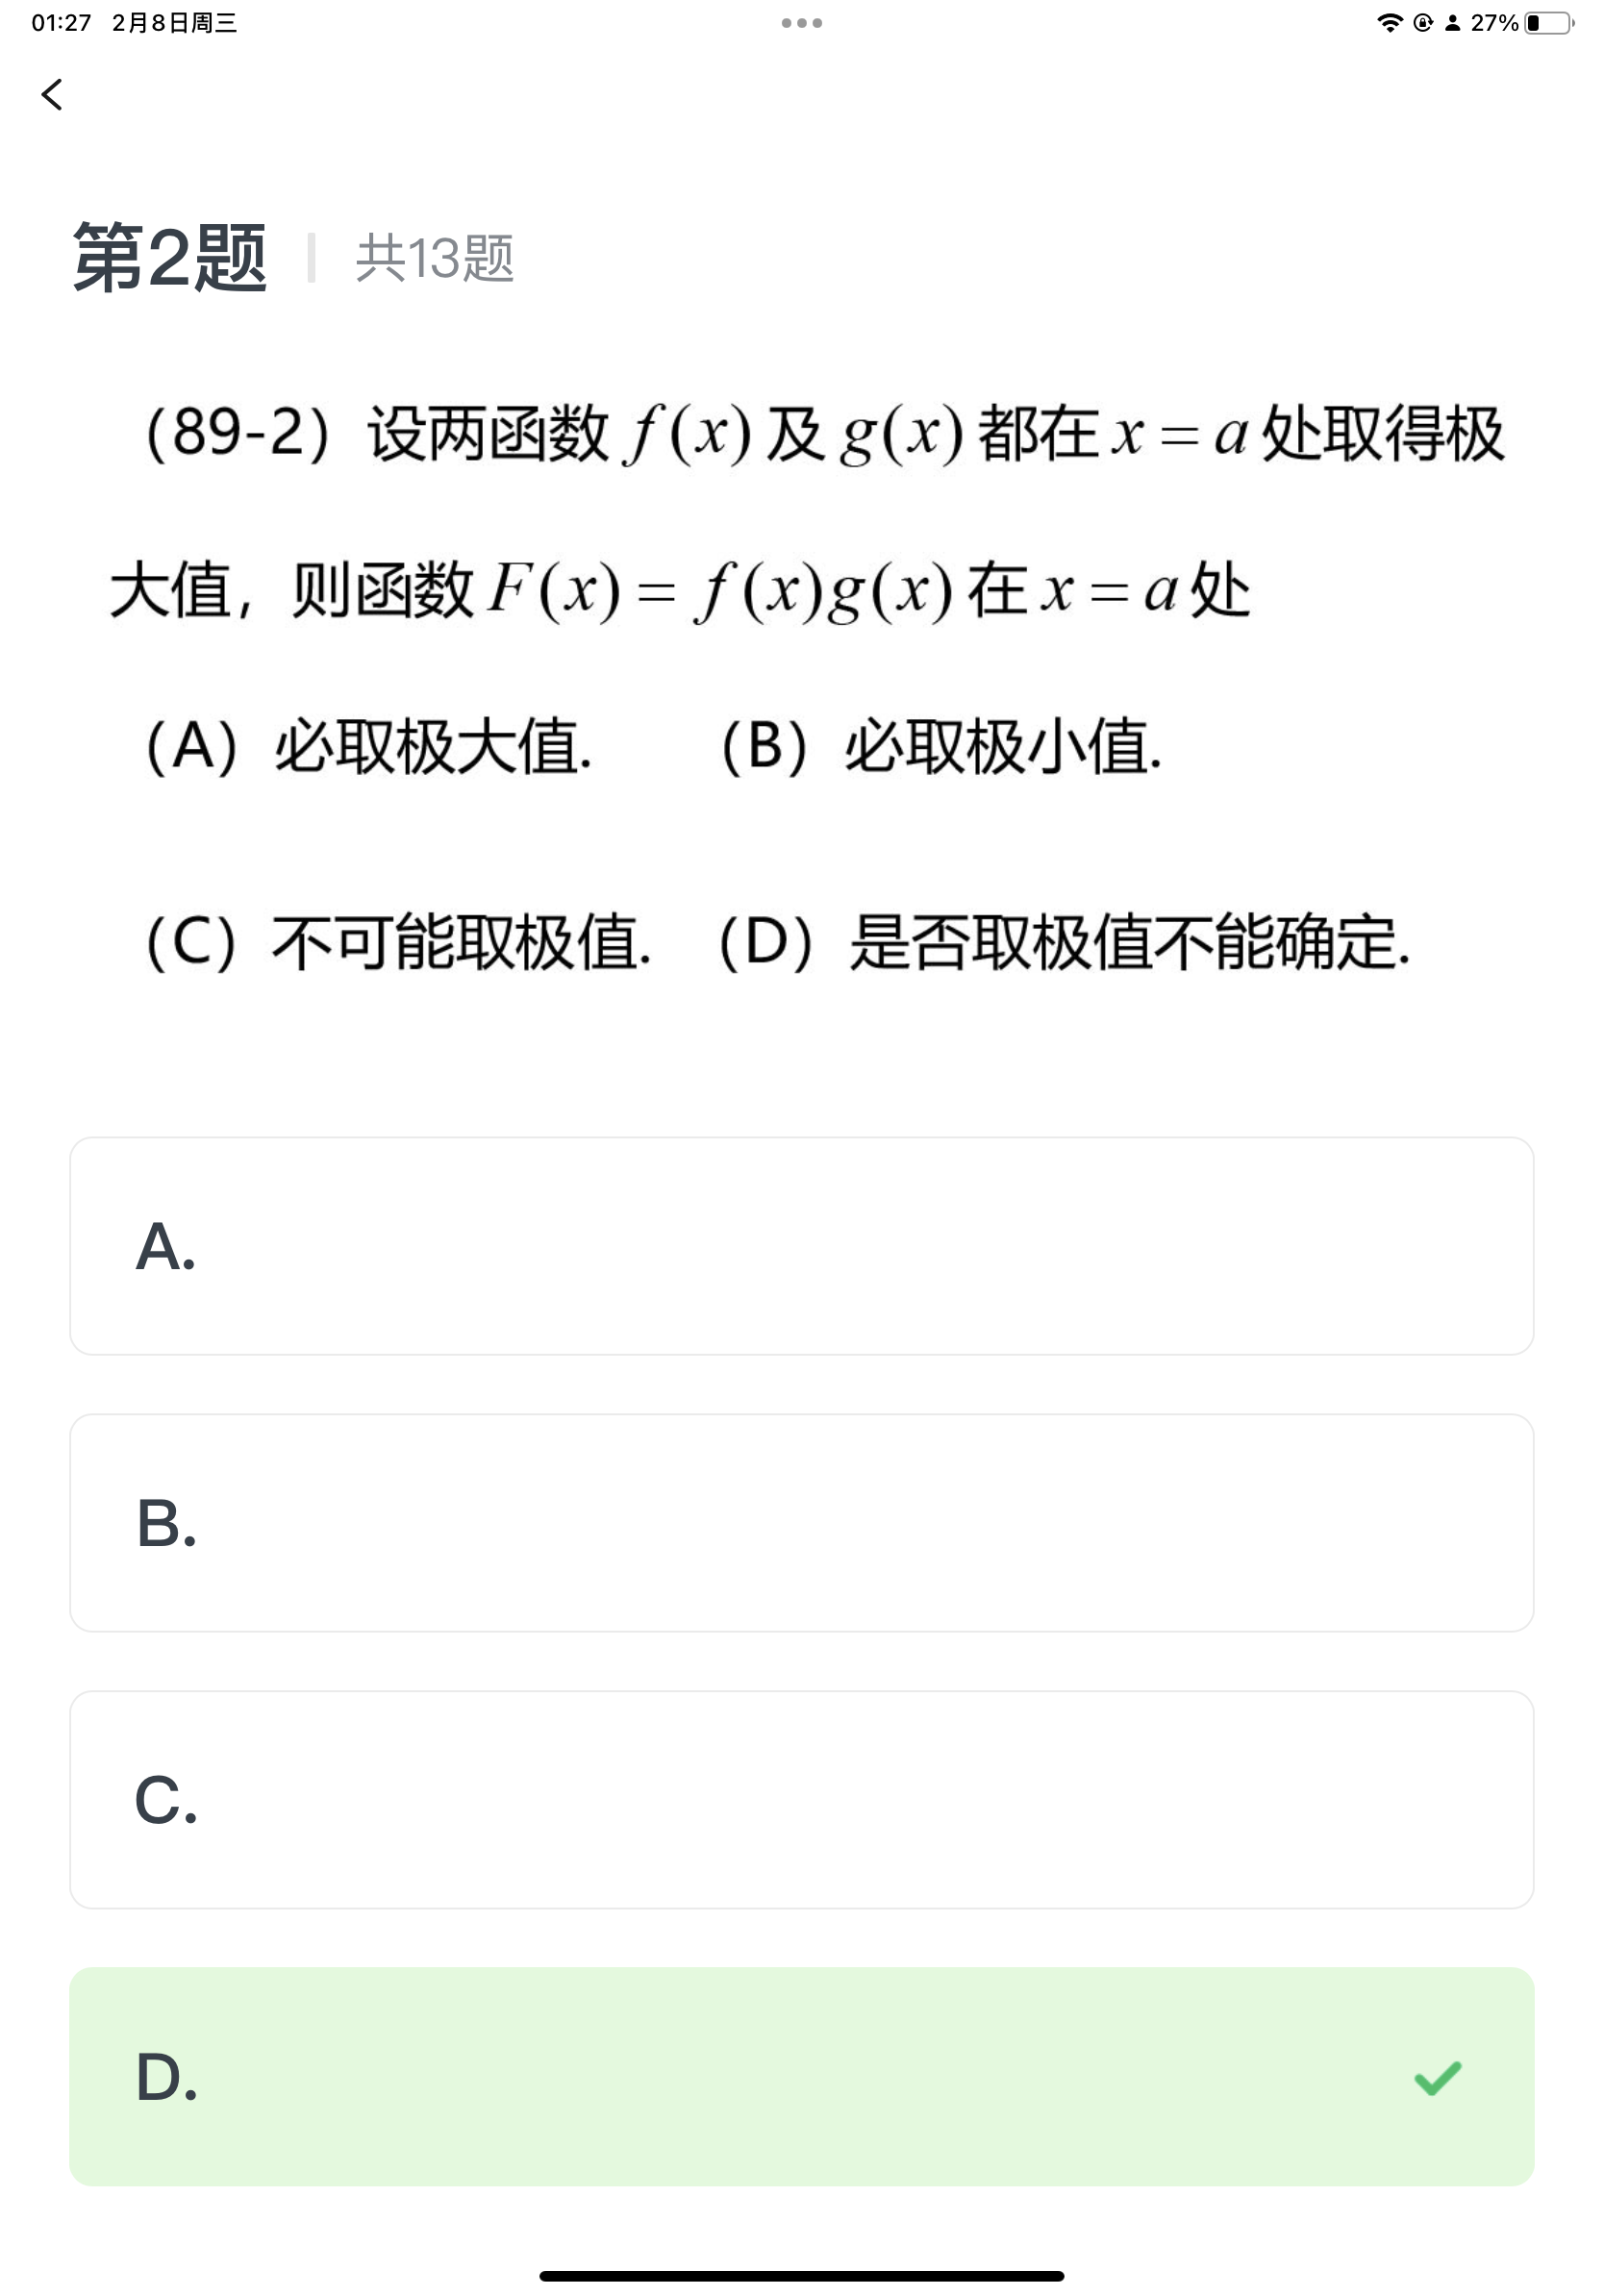 01:27 2月8日周三 27%
第2题 共13题
（89-2）设两函数 f(x) 及 g(x) 都在 x = a 处取得极
大值，则函数 F(x) = f(x)g(x) 在 x = a 处
（A）必取极大值. （B）必取极小值.
（C）不可能取极值. （D）是否取极值不能确定.
A.
B.
C.
D.